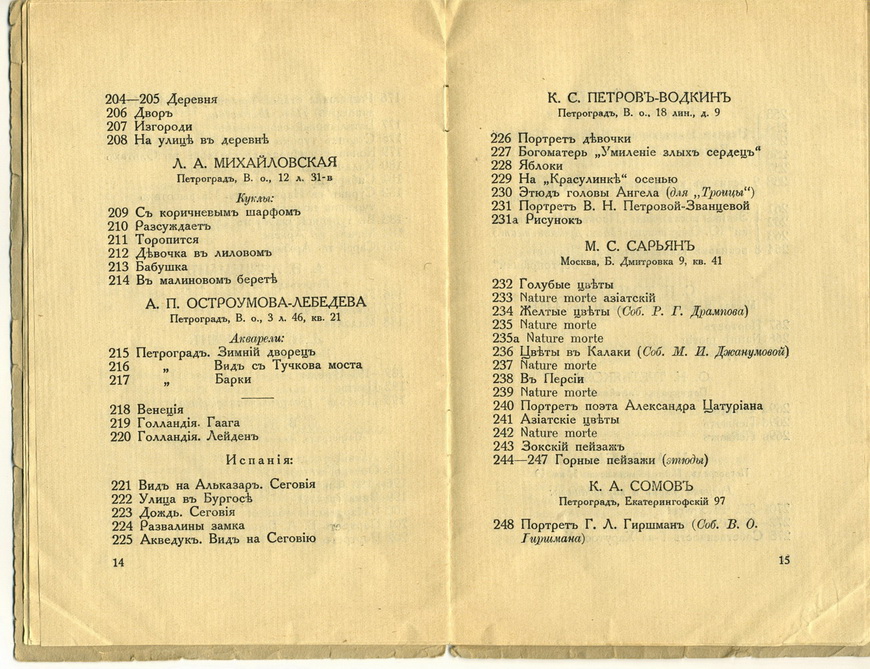 204—205 Деревня
206 Дворъ
207 Изгороди
208 На улицѣ въ деревнѣ
Л. А. МИХАЙЛОВСКАЯ
Петроградъ, В. о., 12 л. 31-в
Куклы:
209 Съ коричневымъ шарфомъ
210 Разсуждаетъ
211 Торопится
212 Дѣвочка въ лиловомъ
213 Бабушка
214 Въ малиновомъ беретѣ
А. П. ОСТРОУМОВА-ЛЕБЕДЕВА
Петроградъ, В. о., 3 л. 46, кв. 21
Акварели:
215 Петроградъ. Зимній дворецъ
216 „ Видъ съ Тучкова моста
217 „ Барки
218 Венеція
219 Голландія. Гаага
220 Голландія. Лейденъ
Испанія:
221 Видъ на Альказаръ. Сеговія
222 Улица въ Бургосѣ
223 Дождь. Сеговія
224 Развалины замка
225 Акведукъ. Видъ на Сеговію
14
К. С. ПЕТРОВЪ-ВОДКИНЪ
Петроградъ, В. о., 18 лин., д. 9
226 Портретъ дѣвочки
227 Богоматерь „Умиленіе злыхъ сердецъ“
228 Яблоки
229 На „Красулинкѣ“ осенью
230 Этюдъ головы Ангела (для „Троицы“)
231 Портретъ В. Н. Петровой-Званцевой
231а Рисунокъ
М. С. САРЬЯНЪ
Москва, Б. Дмитровка 9, кв. 41
232 Голубые цвѣты
233 Nature morte азіатскій
234 Желтые цвѣты (Соб. Р. Г. Дрампова)
235 Nature morte
235а Nature morte
236 Цвѣты въ Калаки (Соб. М. И. Джанумовой)
237 Nature morte
238 Въ Персіи
239 Nature morte
240 Портретъ поэта Александра Цатуріана
241 Азіатскіе цвѣты
242 Nature morte
243 Зокскій пейзажъ
244—247 Горные пейзажи (этюды)
К. А. СОМОВЪ
Петроградъ, Екатерингофскій 97
248 Портретъ Г. Л. Гиршманъ (Соб. В. О.
Гиршмана)
15